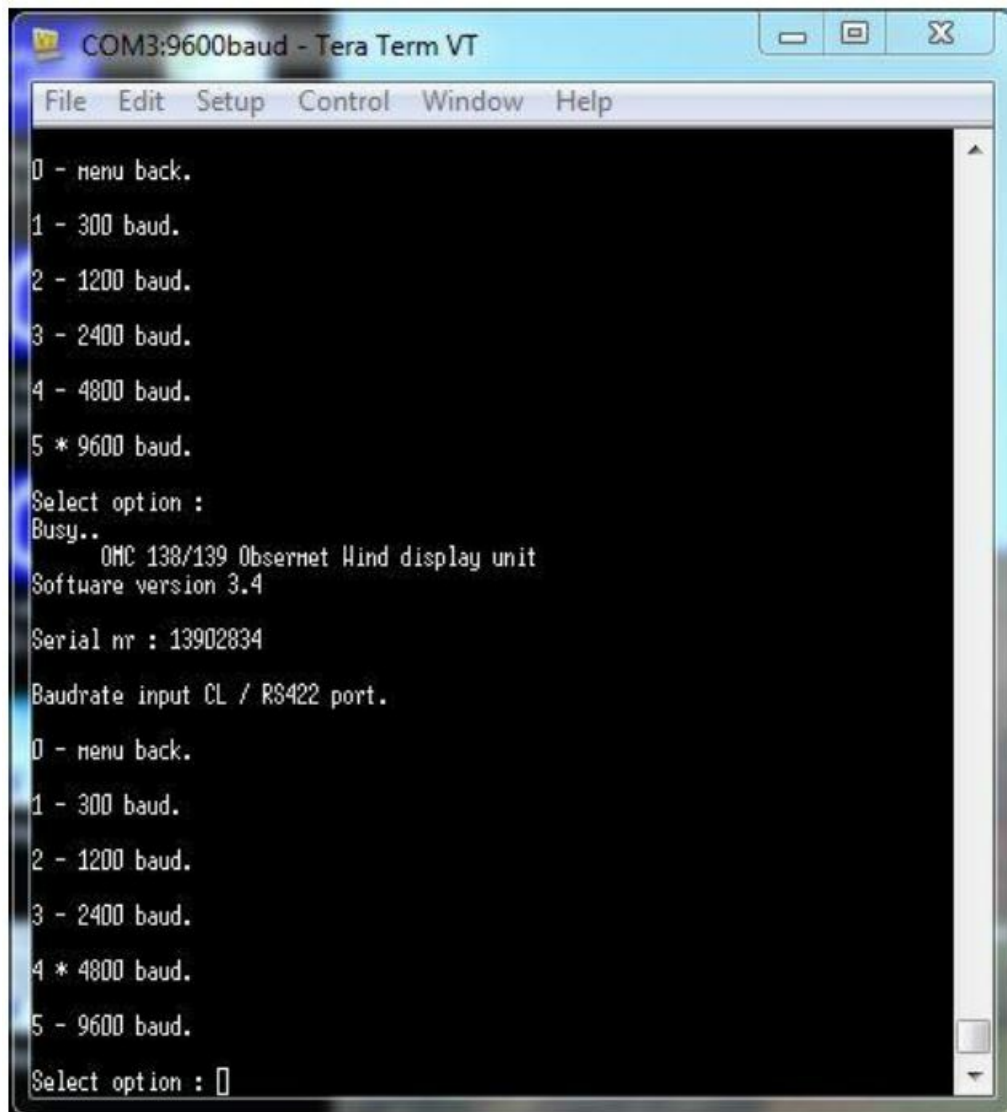 COM3:9600baud - Tera Term VT
File Edit Setup Control Window Help
0 - menu back.
1 - 300 baud.
2 - 1200 baud.
3 - 2400 baud.
4 - 4800 baud.
5 * 9600 baud.
Select option :
Busy..
OMC 138/139 Obsermet Wind display unit
Software version 3.4
Serial nr : 13902834
Baudrate input CL / RS422 port.
0 - menu back.
1 - 300 baud.
2 - 1200 baud.
3 - 2400 baud.
4 * 4800 baud.
5 - 9600 baud.
Select option :